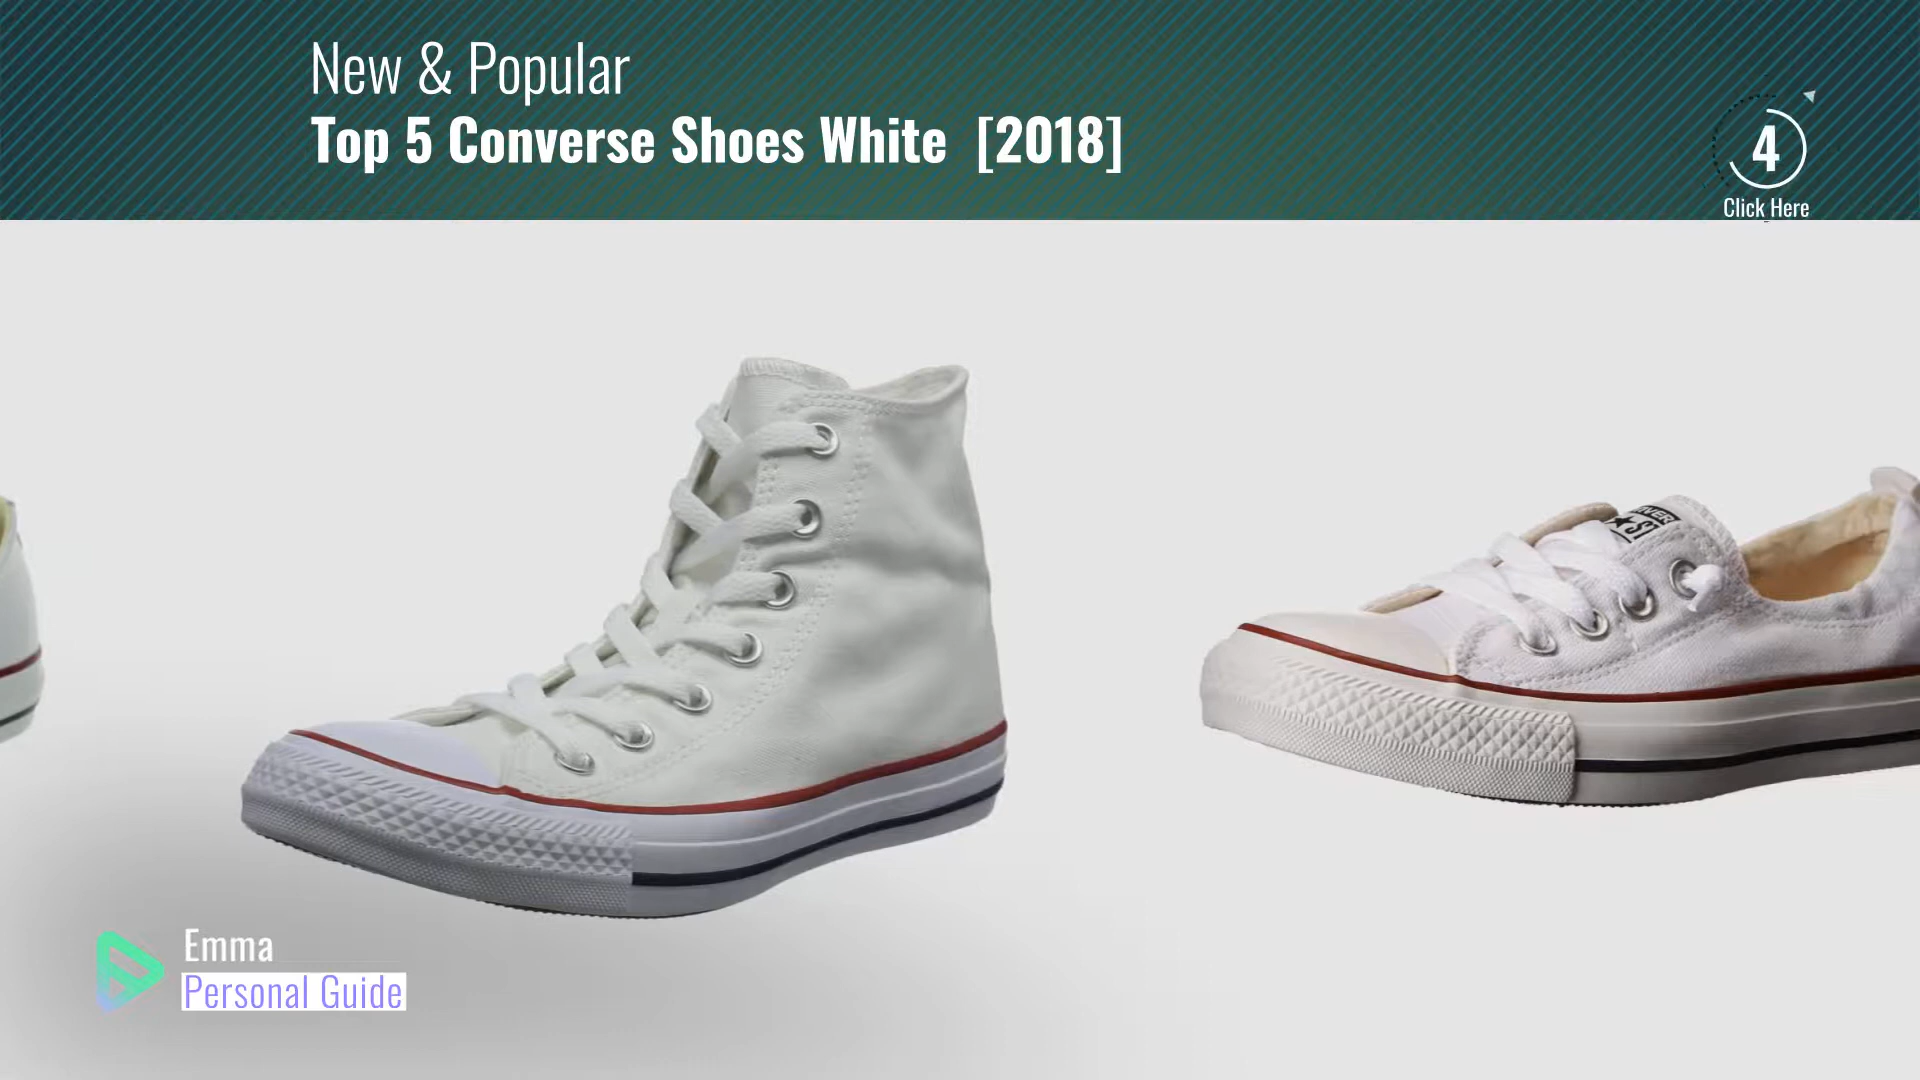 New & Popular
Top 5 Converse Shoes White [2018]
4
Click Here
Emma
Personal Guide